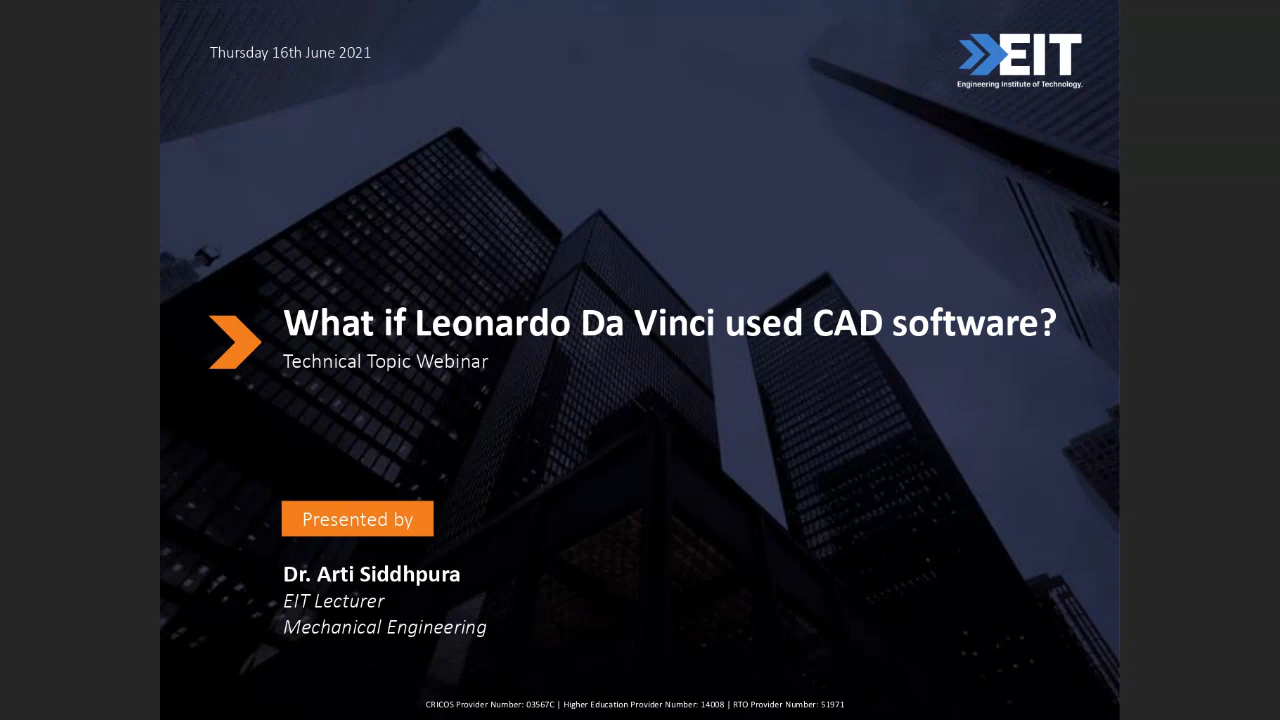 Thursday 16th June 2021
EIT
Engineering Institute of Technology.
What if Leonardo Da Vinci used CAD software?
Technical Topic Webinar
Presented by
Dr. Arti Siddhpura
EIT Lecturer
Mechanical Engineering
CRICOS Provider Number: 03567C | Higher Education Provider Number: 14008 | RTO Provider Number: 51971